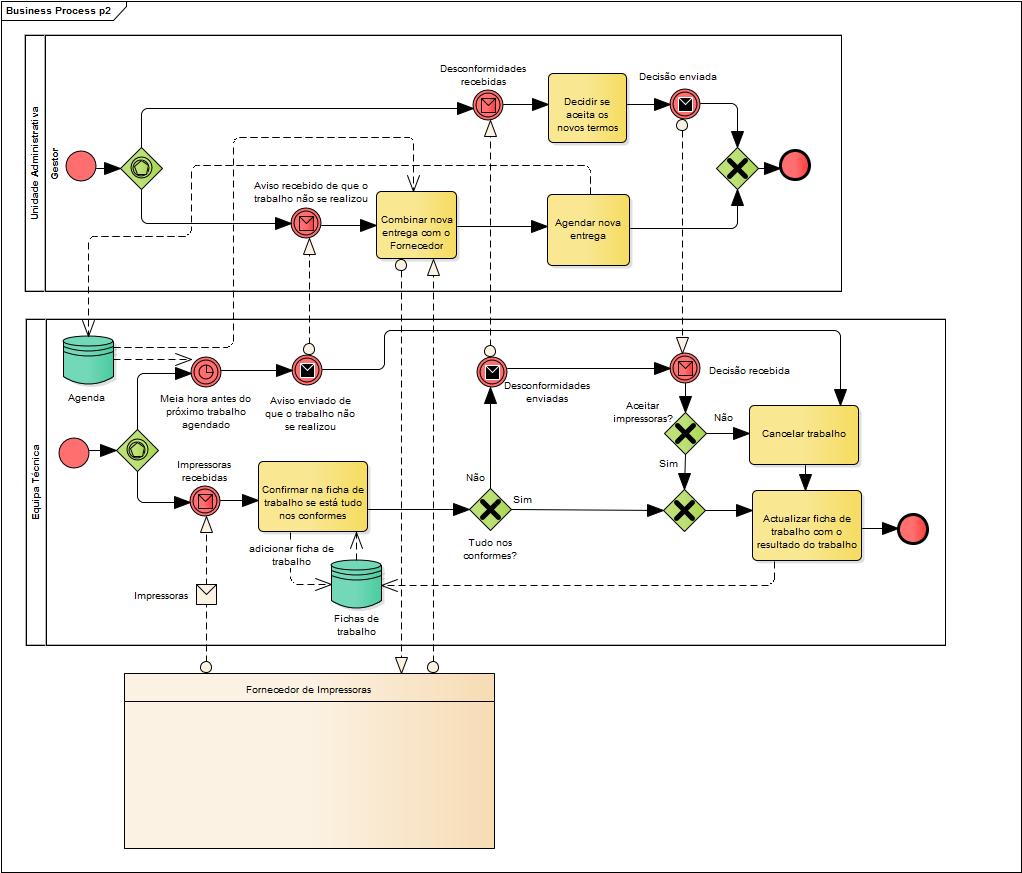 Business Process p2
Unidade Administrativa
Gestor
Desconformidades
recebidas
Decidir se
aceita os
novos termos
Decisão enviada
Aviso recebido de que o
trabalho não se realizou
Combinar nova
entrega com o
Fornecedor
Agendar nova
entrega
Equipa Técnica
Agenda
Meia hora antes do
próximo trabalho
agendado
Aviso enviado de
que o trabalho não
se realizou
Desconformidades
enviadas
Decisão recebida
Aceitar
impressoras?
Não
Sim
Cancelar trabalho
Impressoras
recebidas
Confirmar na ficha de
trabalho se está tudo
nos conformes
Não
Sim
Tudo nos
conformes?
Actualizar ficha de
trabalho com o
resultado do trabalho
adicionar ficha de
trabalho
Fichas de
trabalho
Impressoras
Fornecedor de Impressoras